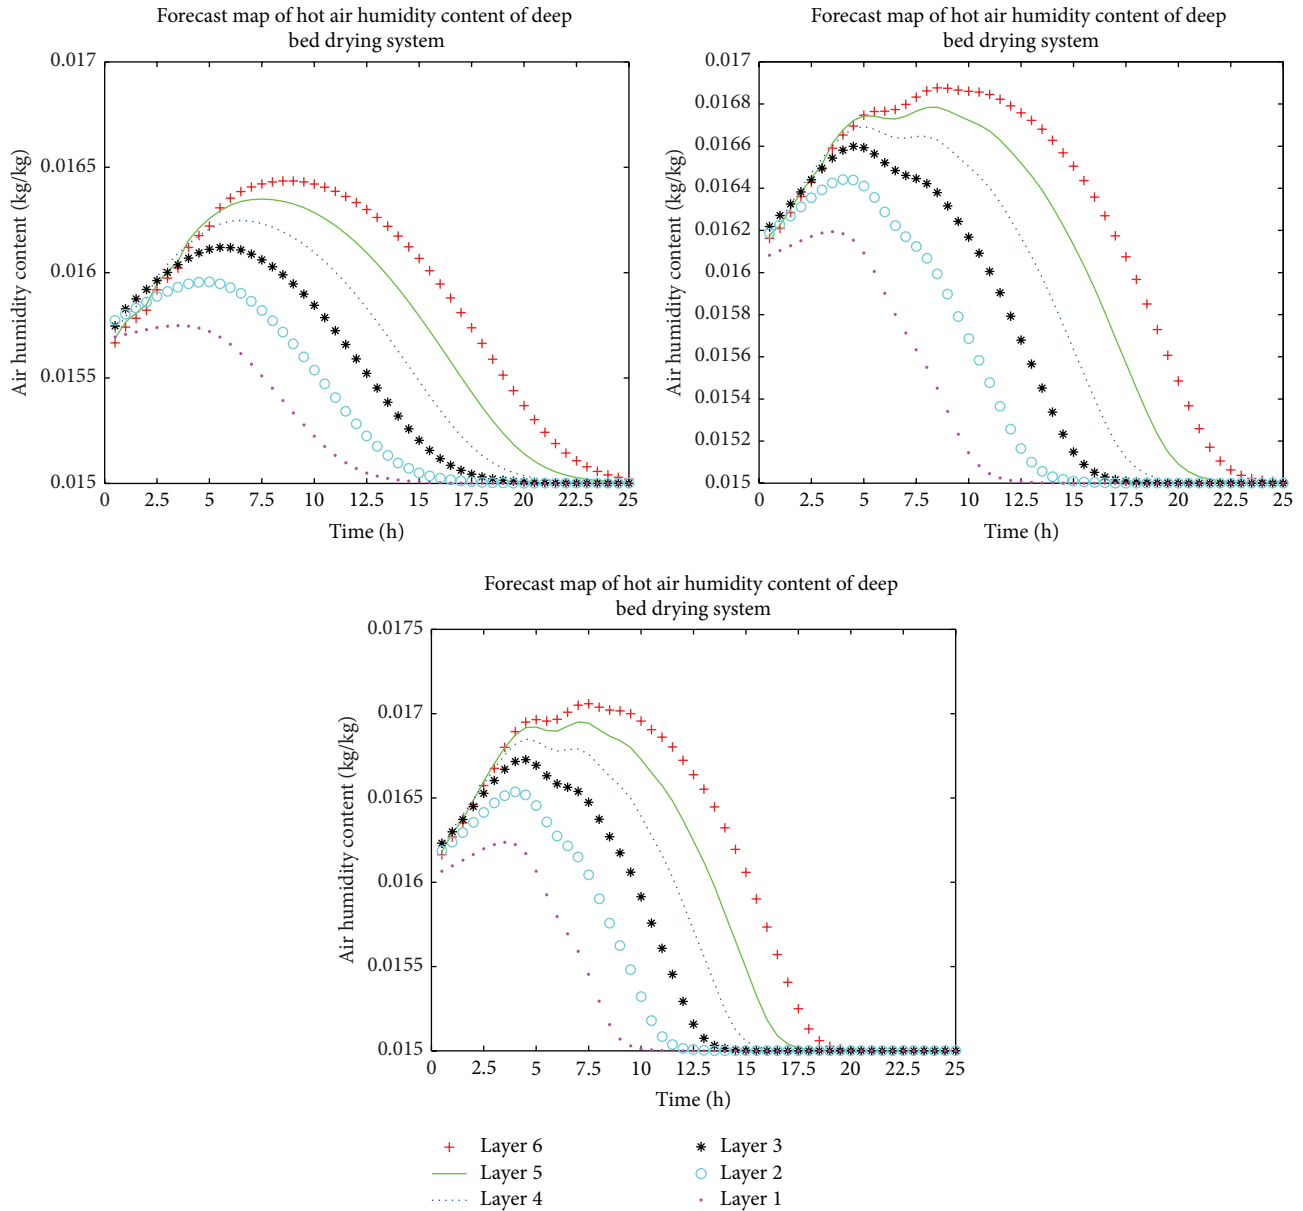 Forecast map of hot air humidity content of deep
bed drying system
0.017
0.0165
0.016
0.0155
0.015
Air humidity content (kg/kg)
0 2.5 5 7.5 10 12.5 15 17.5 20 22.5 25
Time (h)
Forecast map of hot air humidity content of deep
bed drying system
0.017
0.0168
0.0166
0.0164
0.0162
0.016
0.0158
0.0156
0.0154
0.0152
0.015
Air humidity content (kg/kg)
0 2.5 5 7.5 10 12.5 15 17.5 20 22.5 25
Time (h)
Forecast map of hot air humidity content of deep
bed drying system
0.0175
0.017
0.0165
0.016
0.0155
0.015
Air humidity content (kg/kg)
0 2.5 5 7.5 10 12.5 15 17.5 20 22.5 25
Time (h)
Layer 6
Layer 5
Layer 4
Layer 3
Layer 2
Layer 1